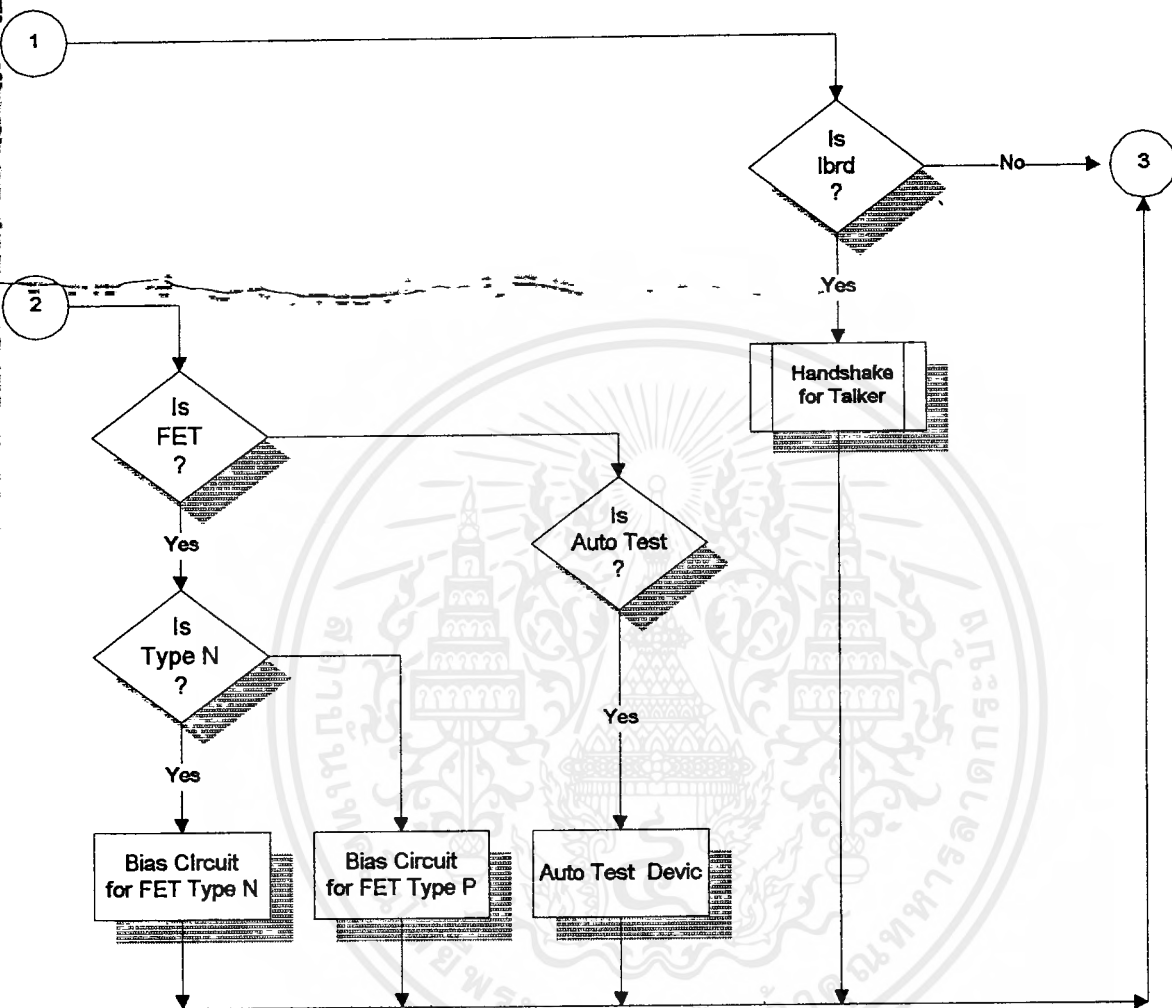 1
Is
Ibrd
?
No
3
Yes
2
Handshake
for Talker
Is
FET
?
Is
Auto Test
?
Yes
Is
Type N
?
Yes
Yes
Bias Circuit
for FET Type N
Bias Circuit
for FET Type P
Auto Test Devic